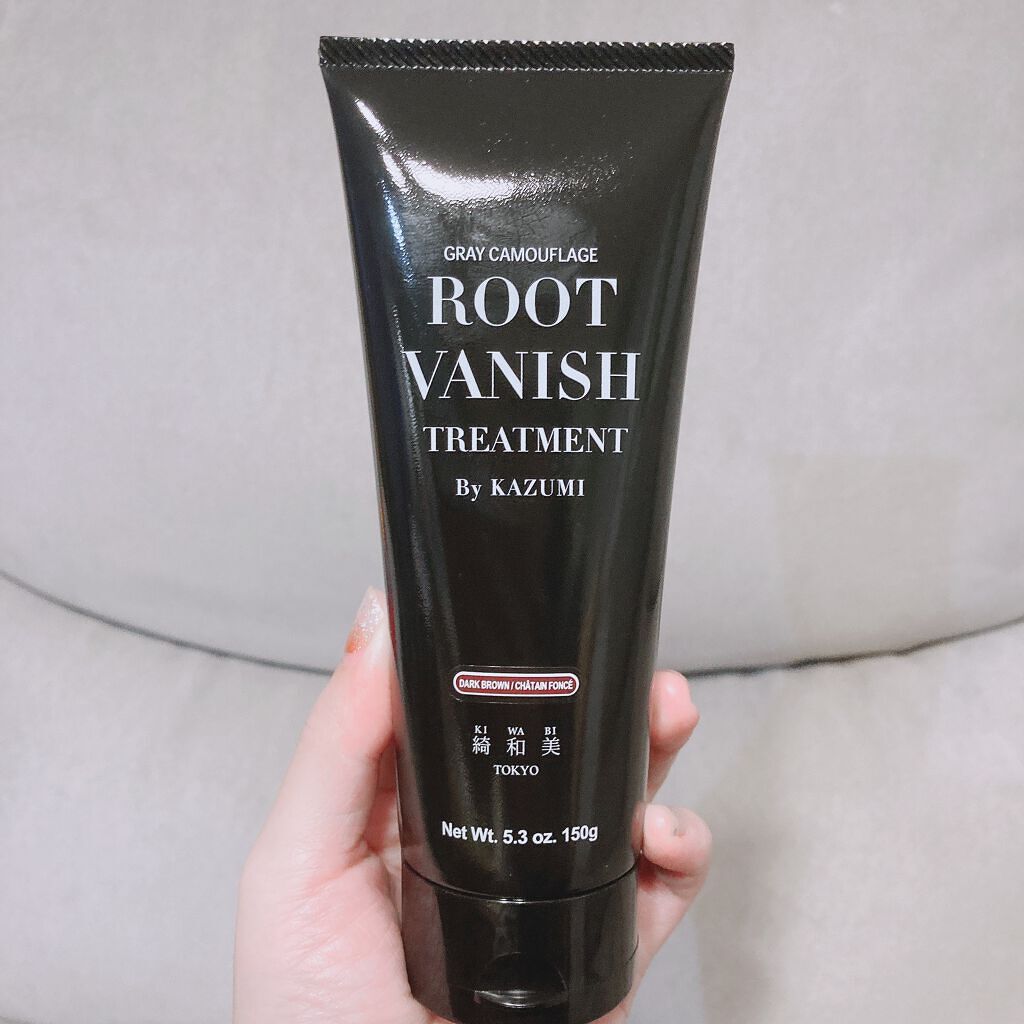 GRAY CAMOUFLAGE
ROOT
VANISH
TREATMENT
By KAZUMI
DARK BROWN / CHÂTAIN FONCÉ
KI WA BI
綺和美
TOKYO
Net Wt. 5.3 oz. 150g